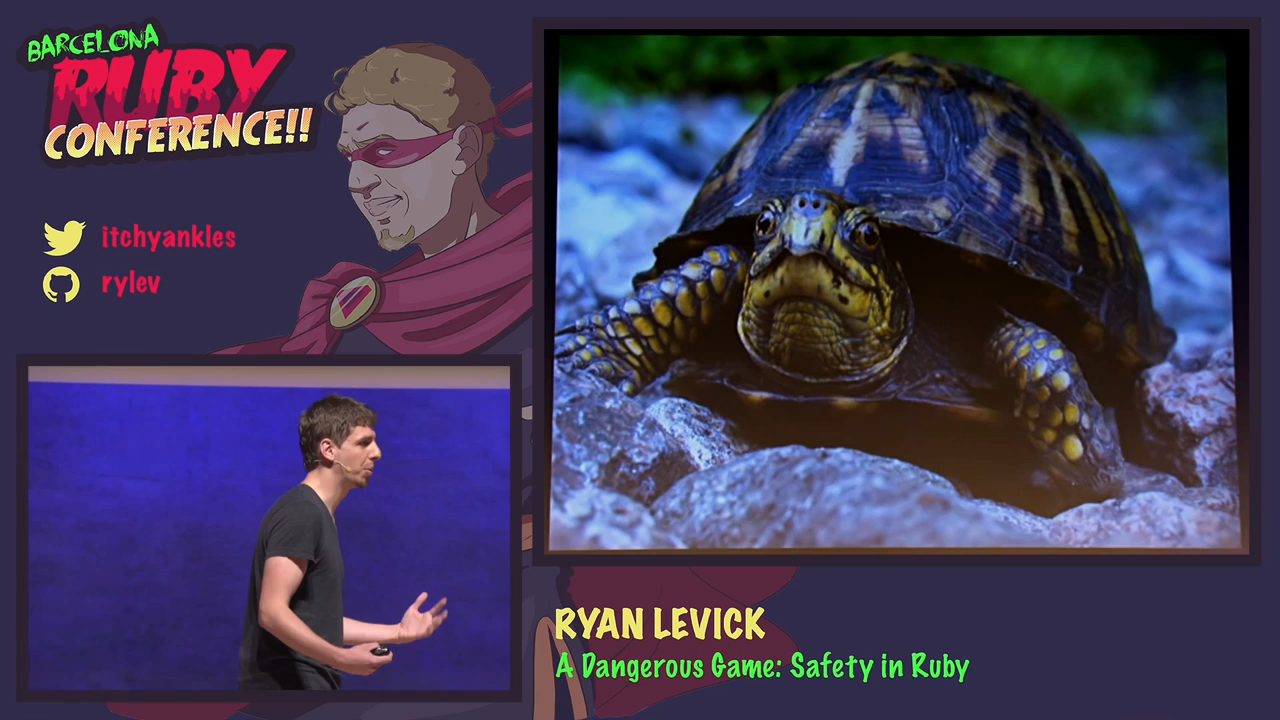 BARCELONA
RUBY
CONFERENCE!!
itchyankles
rylev
RYAN LEVICK
A Dangerous Game: Safety in Ruby